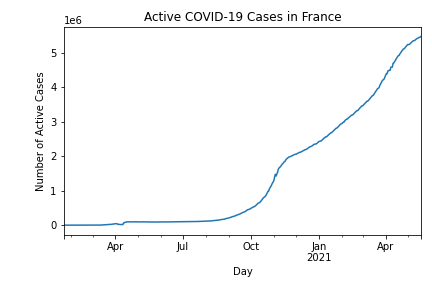 Active COVID-19 Cases in France
1e6
5
4
3
2
1
0
Number of Active Cases
Apr Jul Oct Jan Apr
2021
Day